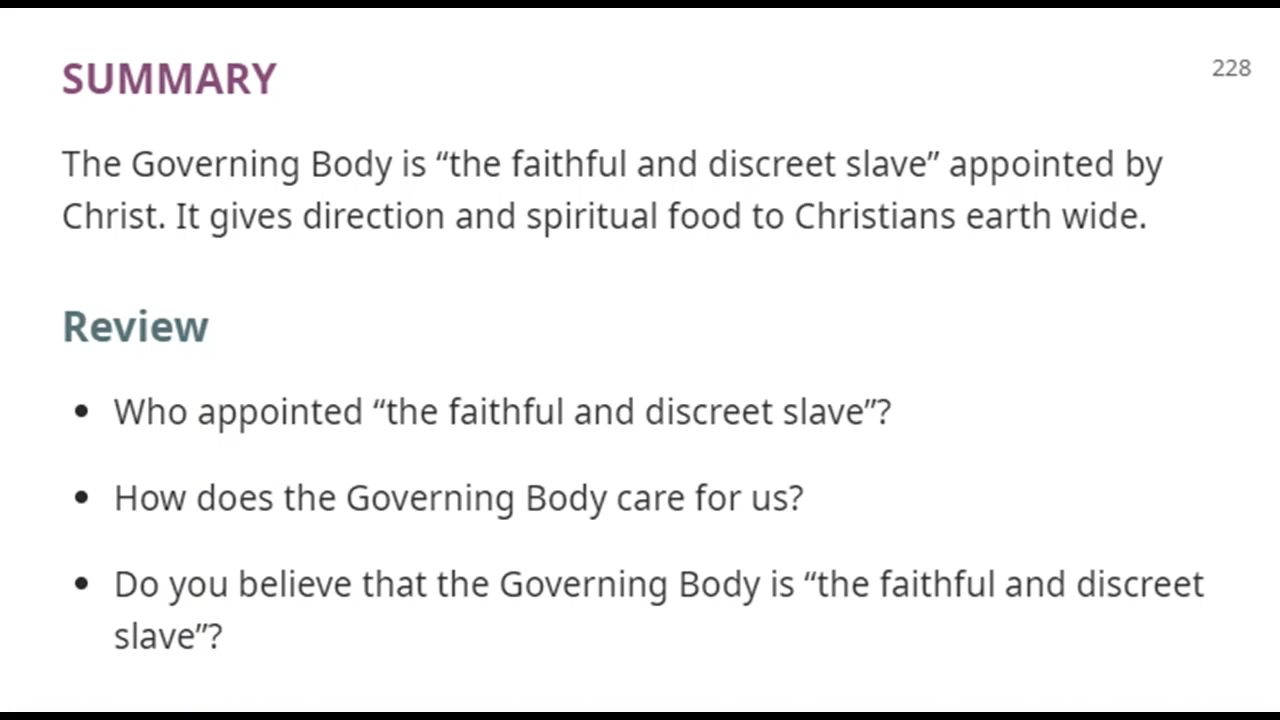 SUMMARY
228
The Governing Body is “the faithful and discreet slave” appointed by
Christ. It gives direction and spiritual food to Christians earth wide.
Review
• Who appointed “the faithful and discreet slave”?
• How does the Governing Body care for us?
• Do you believe that the Governing Body is “the faithful and discreet
slave”?